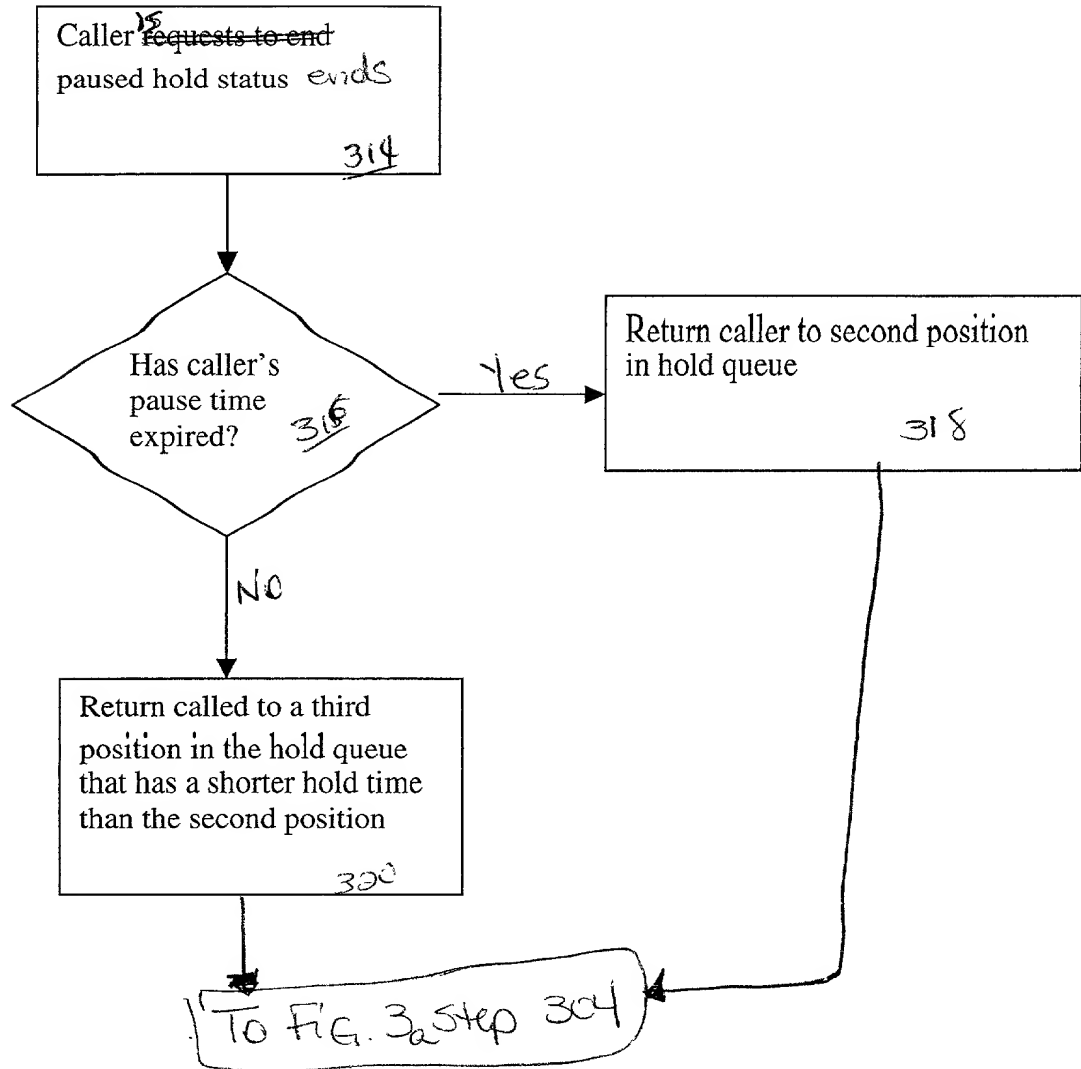 Caller 's requests to end
paused hold status ends
314
Has caller's
pause time
expired? 316
Yes
Return caller to second position
in hold queue
318
NO
Return called to a third
position in the hold queue
that has a shorter hold time
than the second position
320
To FIG. 3a Step 304